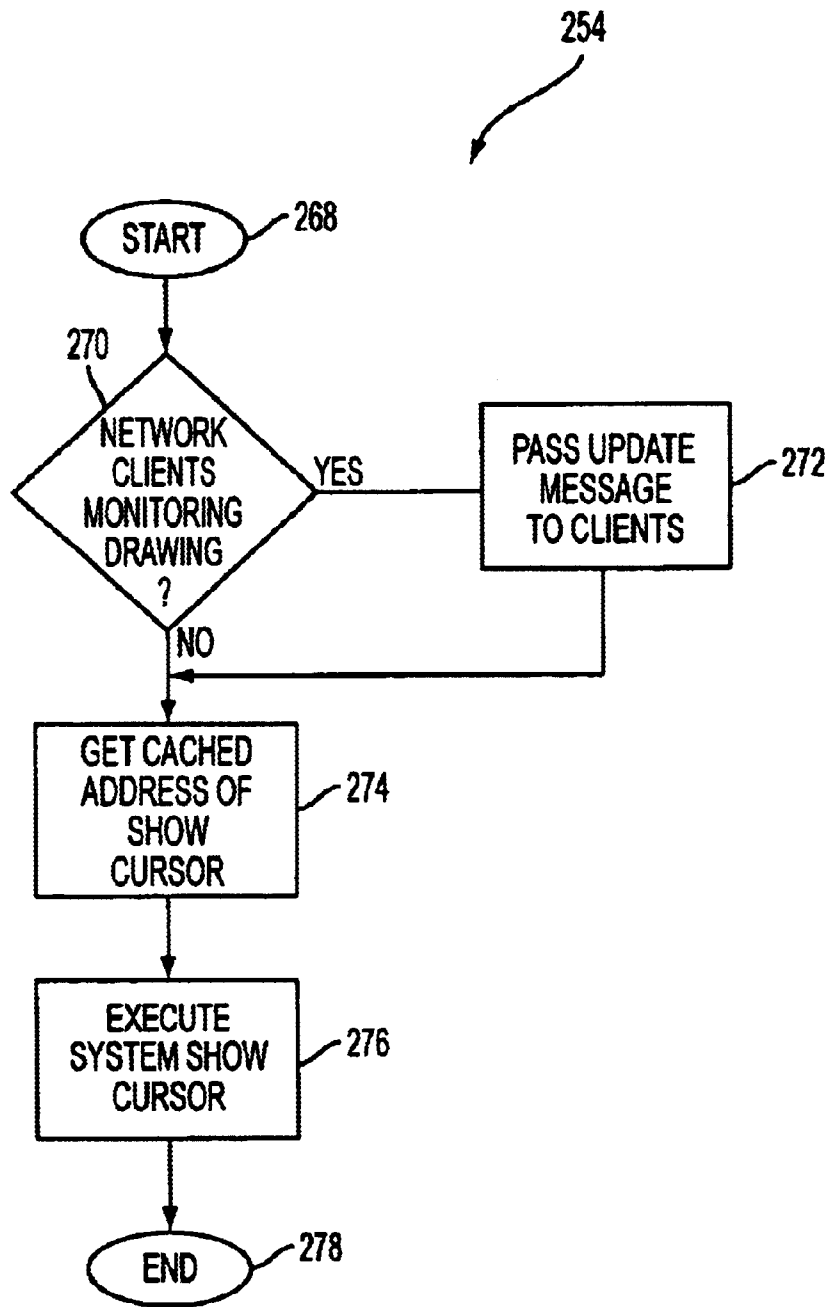 254
START
268
270
NETWORK
CLIENTS
MONITORING
DRAWING
?
YES
PASS UPDATE
MESSAGE
TO CLIENTS
272
NO
GET CACHED
ADDRESS OF
SHOW
CURSOR
274
EXECUTE
SYSTEM SHOW
CURSOR
276
END
278